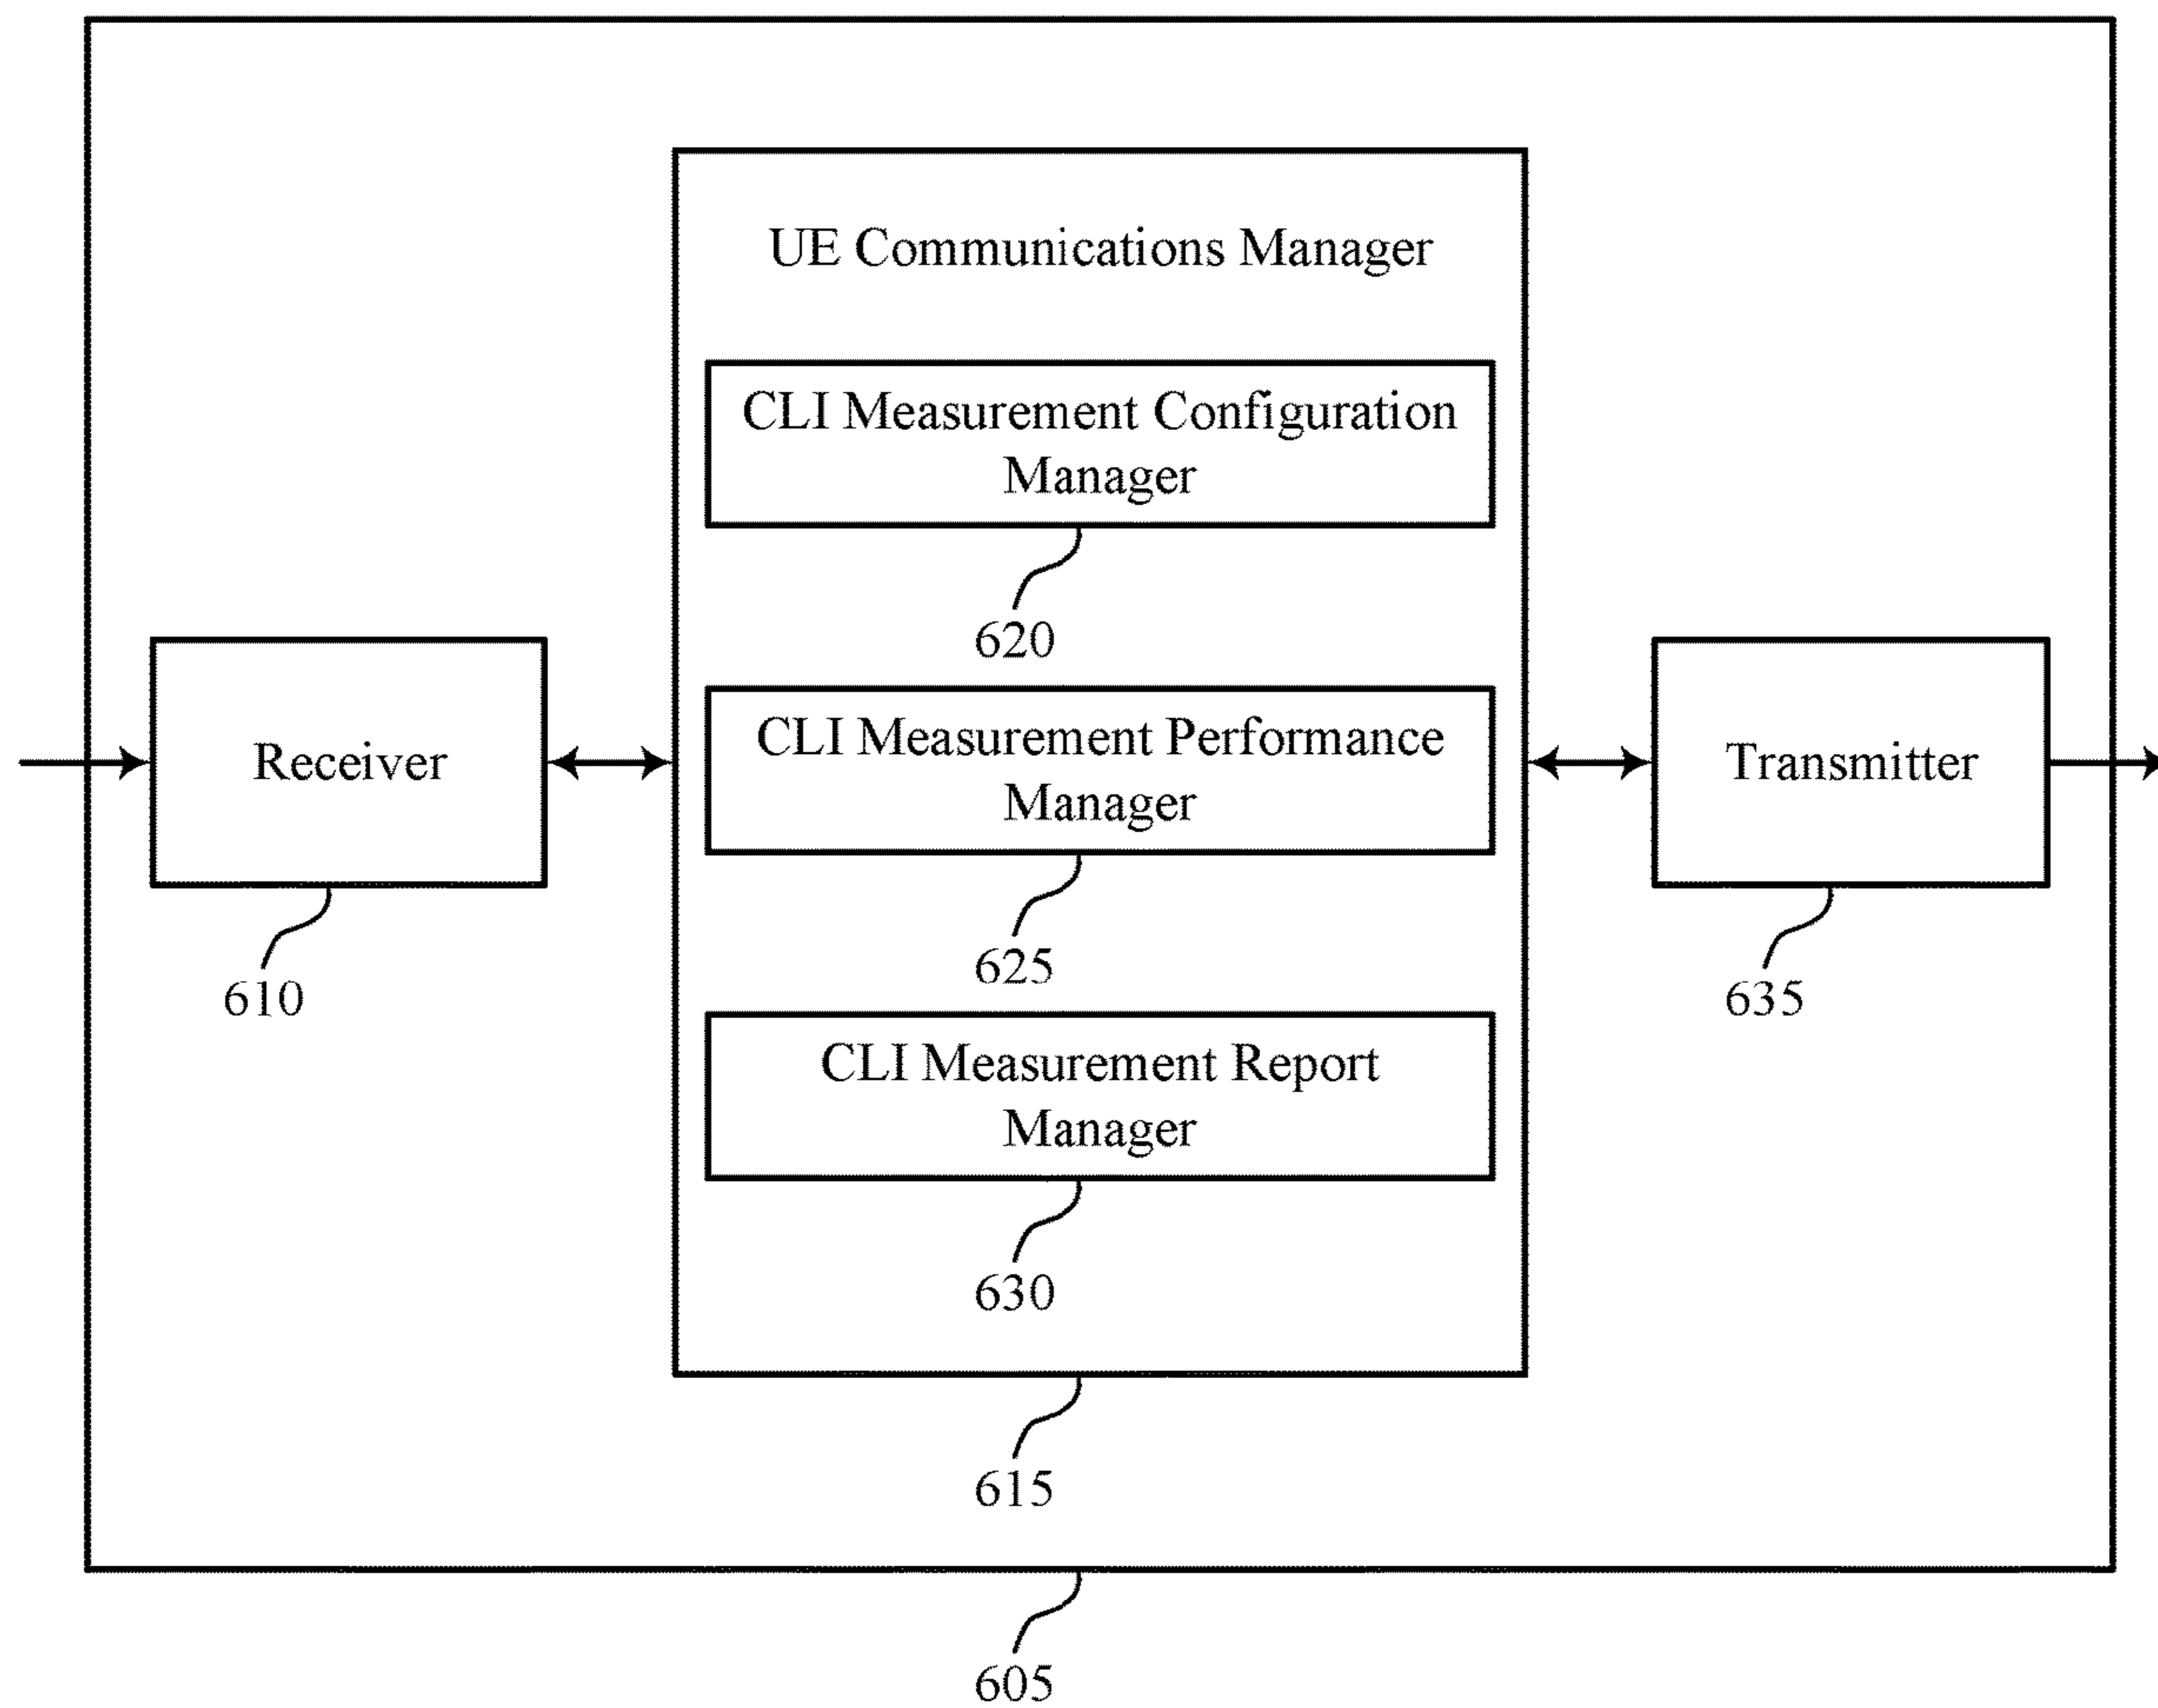 UE Communications Manager
CLI Measurement Configuration
Manager
620
Receiver
610
CLI Measurement Performance
Manager
625
Transmitter
635
CLI Measurement Report
Manager
630
615
605